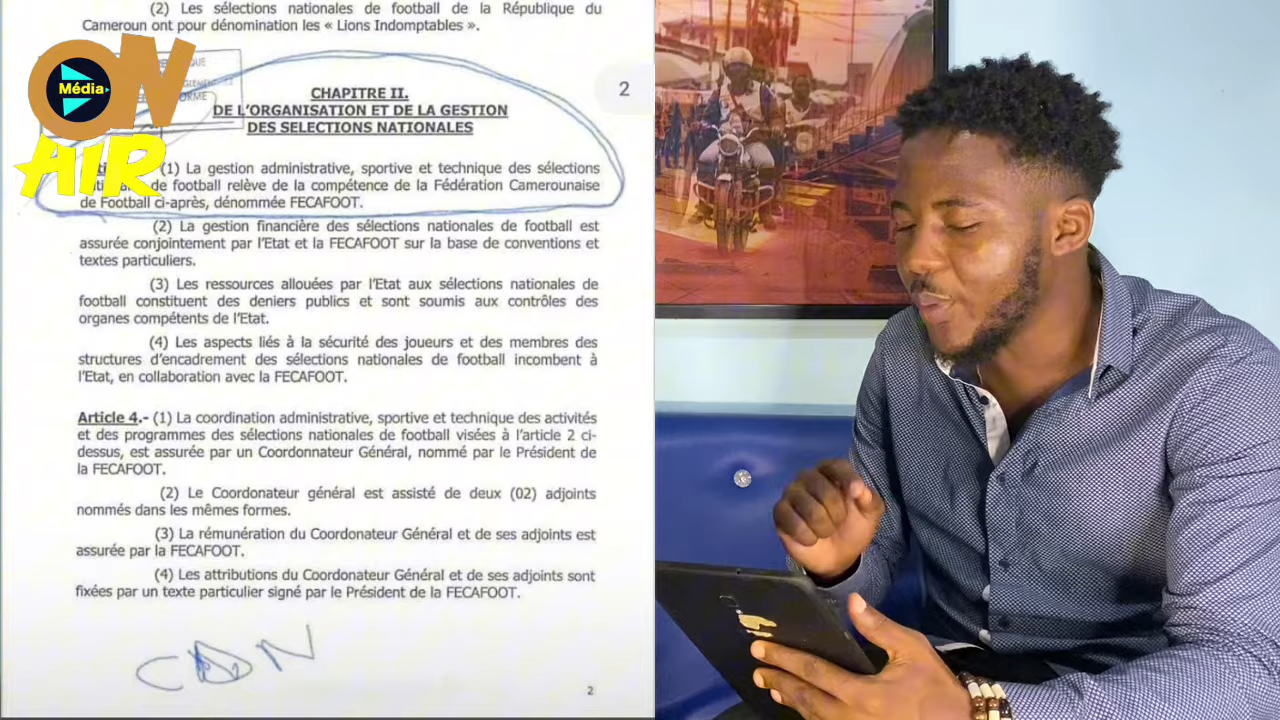 (2) Les sélections nationales de football de la République du
Cameroun ont pour dénomination les « Lions Indomptables ».
ON
Média
AIR
2
CHAPITRE II.
DE L'ORGANISATION ET DE LA GESTION
DES SELECTIONS NATIONALES
(1) La gestion administrative, sportive et technique des sélections
de football relève de la compétence de la Fédération Camerounaise
de Football ci-après, dénommée FECAFOOT.
(2) La gestion financière des sélections nationales de football est
assurée conjointement par l'Etat et la FECAFOOT sur la base de conventions et
textes particuliers.
(3) Les ressources allouées par l'Etat aux sélections nationales de
football constituent des deniers publics et sont soumis aux contrôles des
organes compétents de l'Etat.
(4) Les aspects liés à la sécurité des joueurs et des membres des
structures d'encadrement des sélections nationales de football incombent à
l'Etat, en collaboration avec la FECAFOOT.
Article 4.- (1) La coordination administrative, sportive et technique des activités
et des programmes des sélections nationales de football visées à l'article 2 ci-
dessus, est assurée par un Coordonnateur Général, nommé par le Président de
la FECAFOOT.
(2) Le Coordonateur général est assisté de deux (02) adjoints
nommés dans les mêmes formes.
(3) La rémunération du Coordonateur Général et de ses adjoints est
assurée par la FECAFOOT.
(4) Les attributions du Coordonateur Général et de ses adjoints sont
fixées par un texte particulier signé par le Président de la FECAFOOT.
2